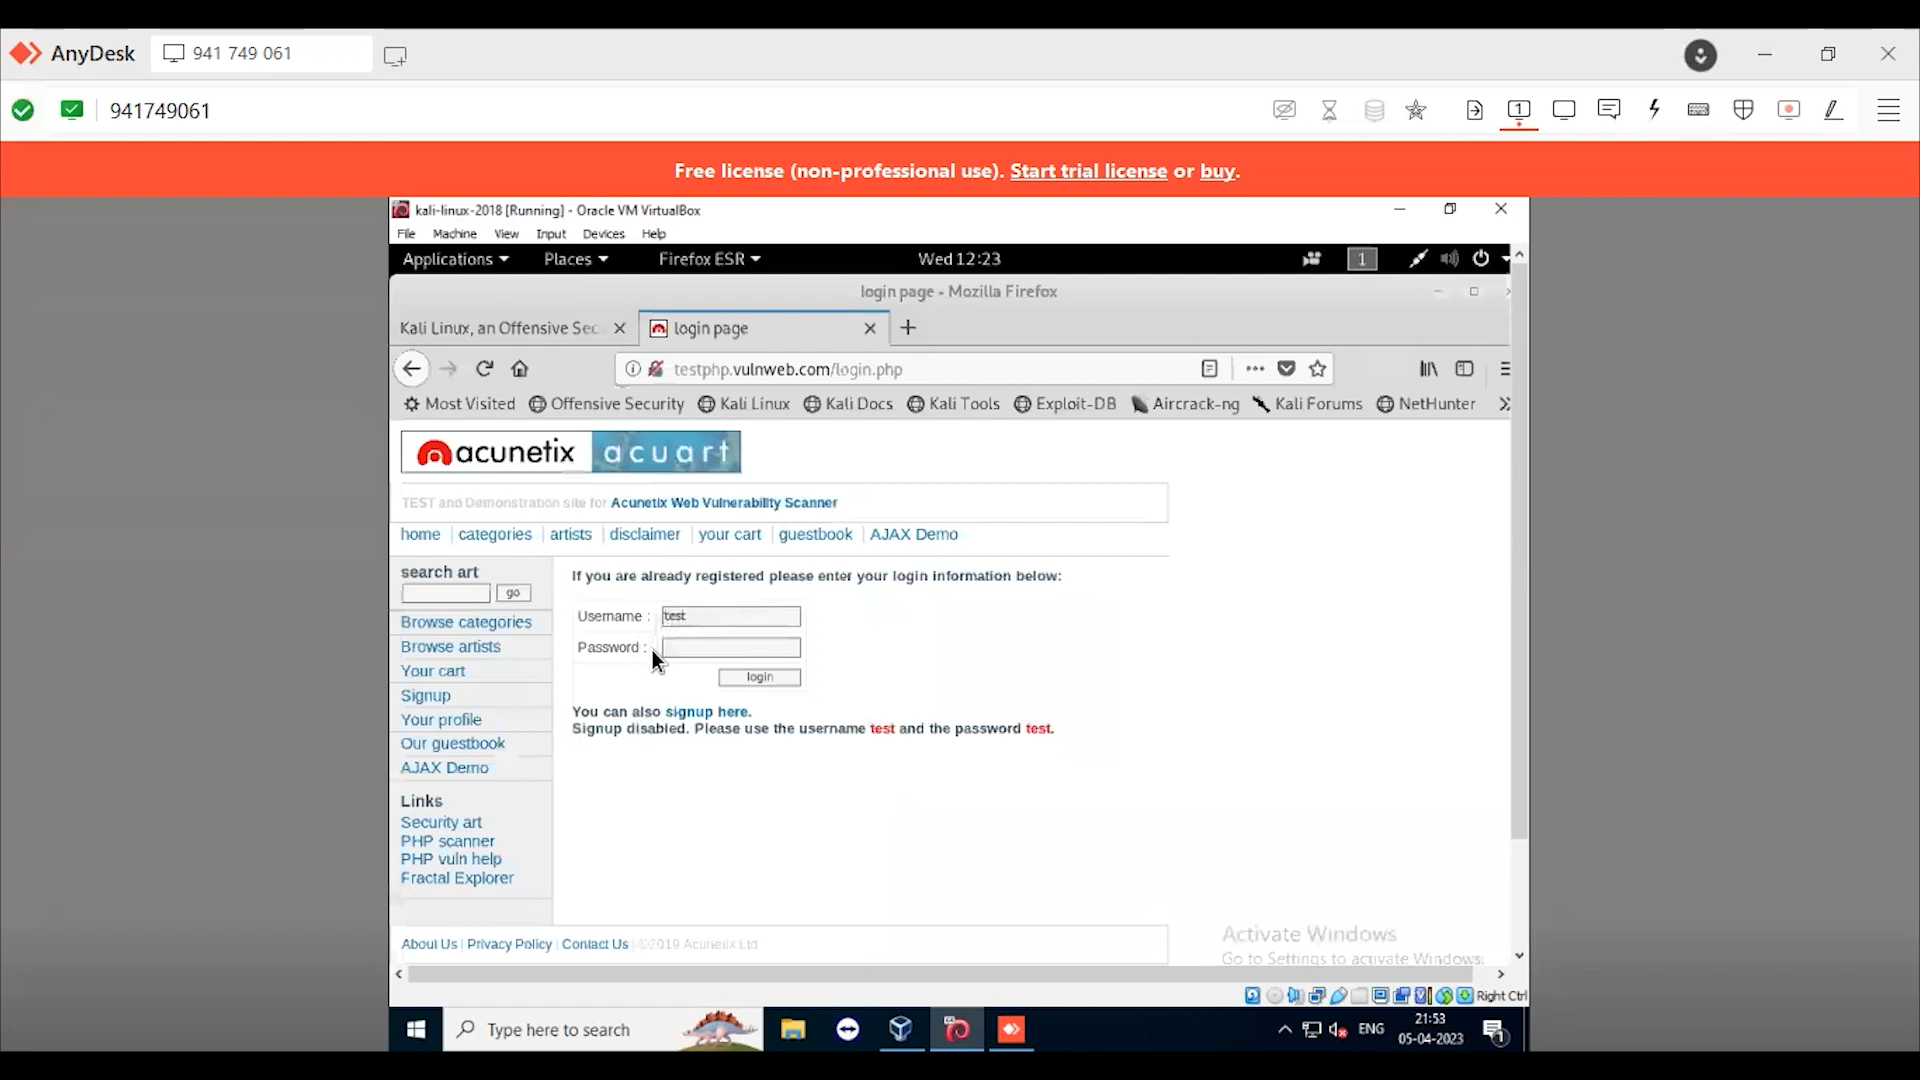 AnyDesk 941 749 061
941749061
Free license (non-professional use). Start trial license or buy.
kali-linux-2018 [Running] - Oracle VM VirtualBox
File Machine View Input Devices Help
Applications Places Firefox ESR Wed 12:23 1
login page - Mozilla Firefox
Kali Linux, an Offensive Sec login page
testphp.vulnweb.com/login.php
Most Visited Offensive Security Kali Linux Kali Docs Kali Tools Exploit-DB Aircrack-ng Kali Forums NetHunter
acunetix acuart
TEST and Demonstration site for Acunetix Web Vulnerability Scanner
home categories artists disclaimer your cart guestbook AJAX Demo
search art
go
Browse categories
Browse artists
Your cart
Signup
Your profile
Our guestbook
AJAX Demo
Links
Security art
PHP scanner
PHP vuln help
Fractal Explorer
If you are already registered please enter your login information below:
Username : test
Password :
login
You can also signup here.
Signup disabled. Please use the username test and the password test.
About Us | Privacy Policy | Contact Us | ©2019 Acunetix Ltd
Activate Windows
Go to Settings to activate Windows.
Right Ctrl
Type here to search
ENG
21:53
05-04-2023
1